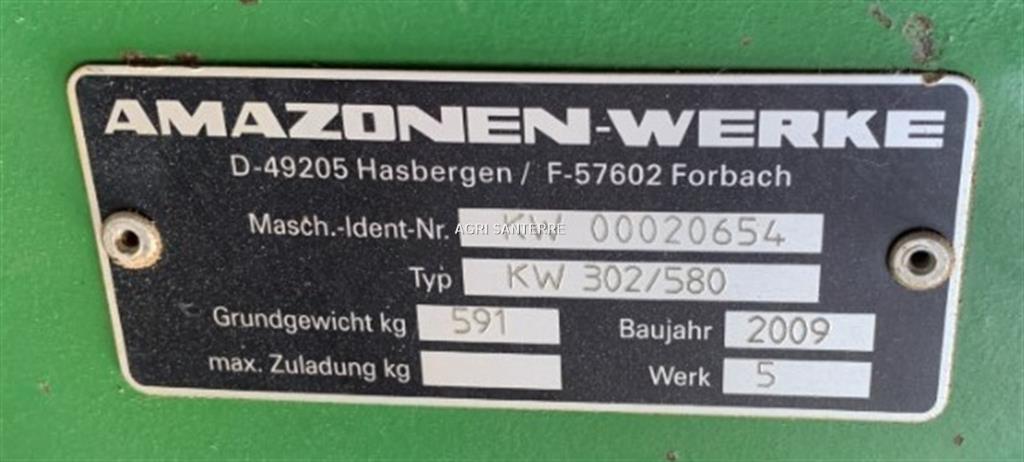 AMAZONEN-WERKE
D-49205 Hasbergen / F-57602 Forbach
Masch.-Ident-Nr. KW 00020654
AGRI SANTERRE
Typ KW 302/580
Grundgewicht kg 591 Baujahr 2009
max. Zuladung kg Werk 5